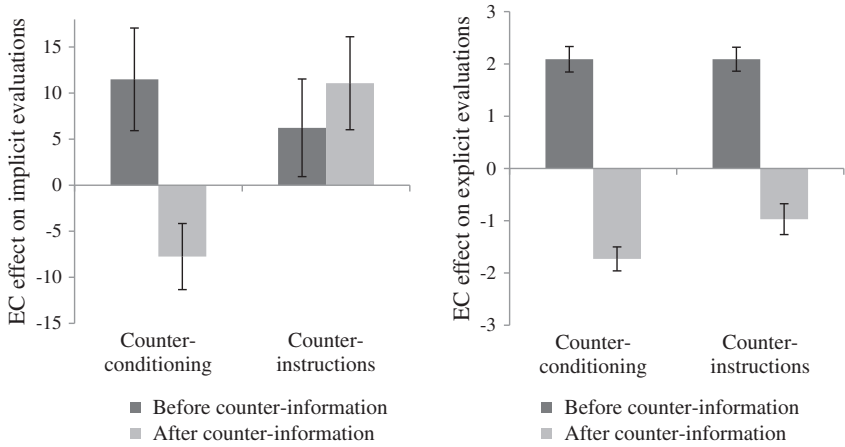 EC effect on implicit evaluations
15
10
5
0
-5
-10
-15
Counter-
conditioning
Counter-
instructions
Before counter-information
After counter-information
EC effect on explicit evaluations
3
2
1
0
-1
-2
-3
Counter-
conditioning
Counter-
instructions
Before counter-information
After counter-information